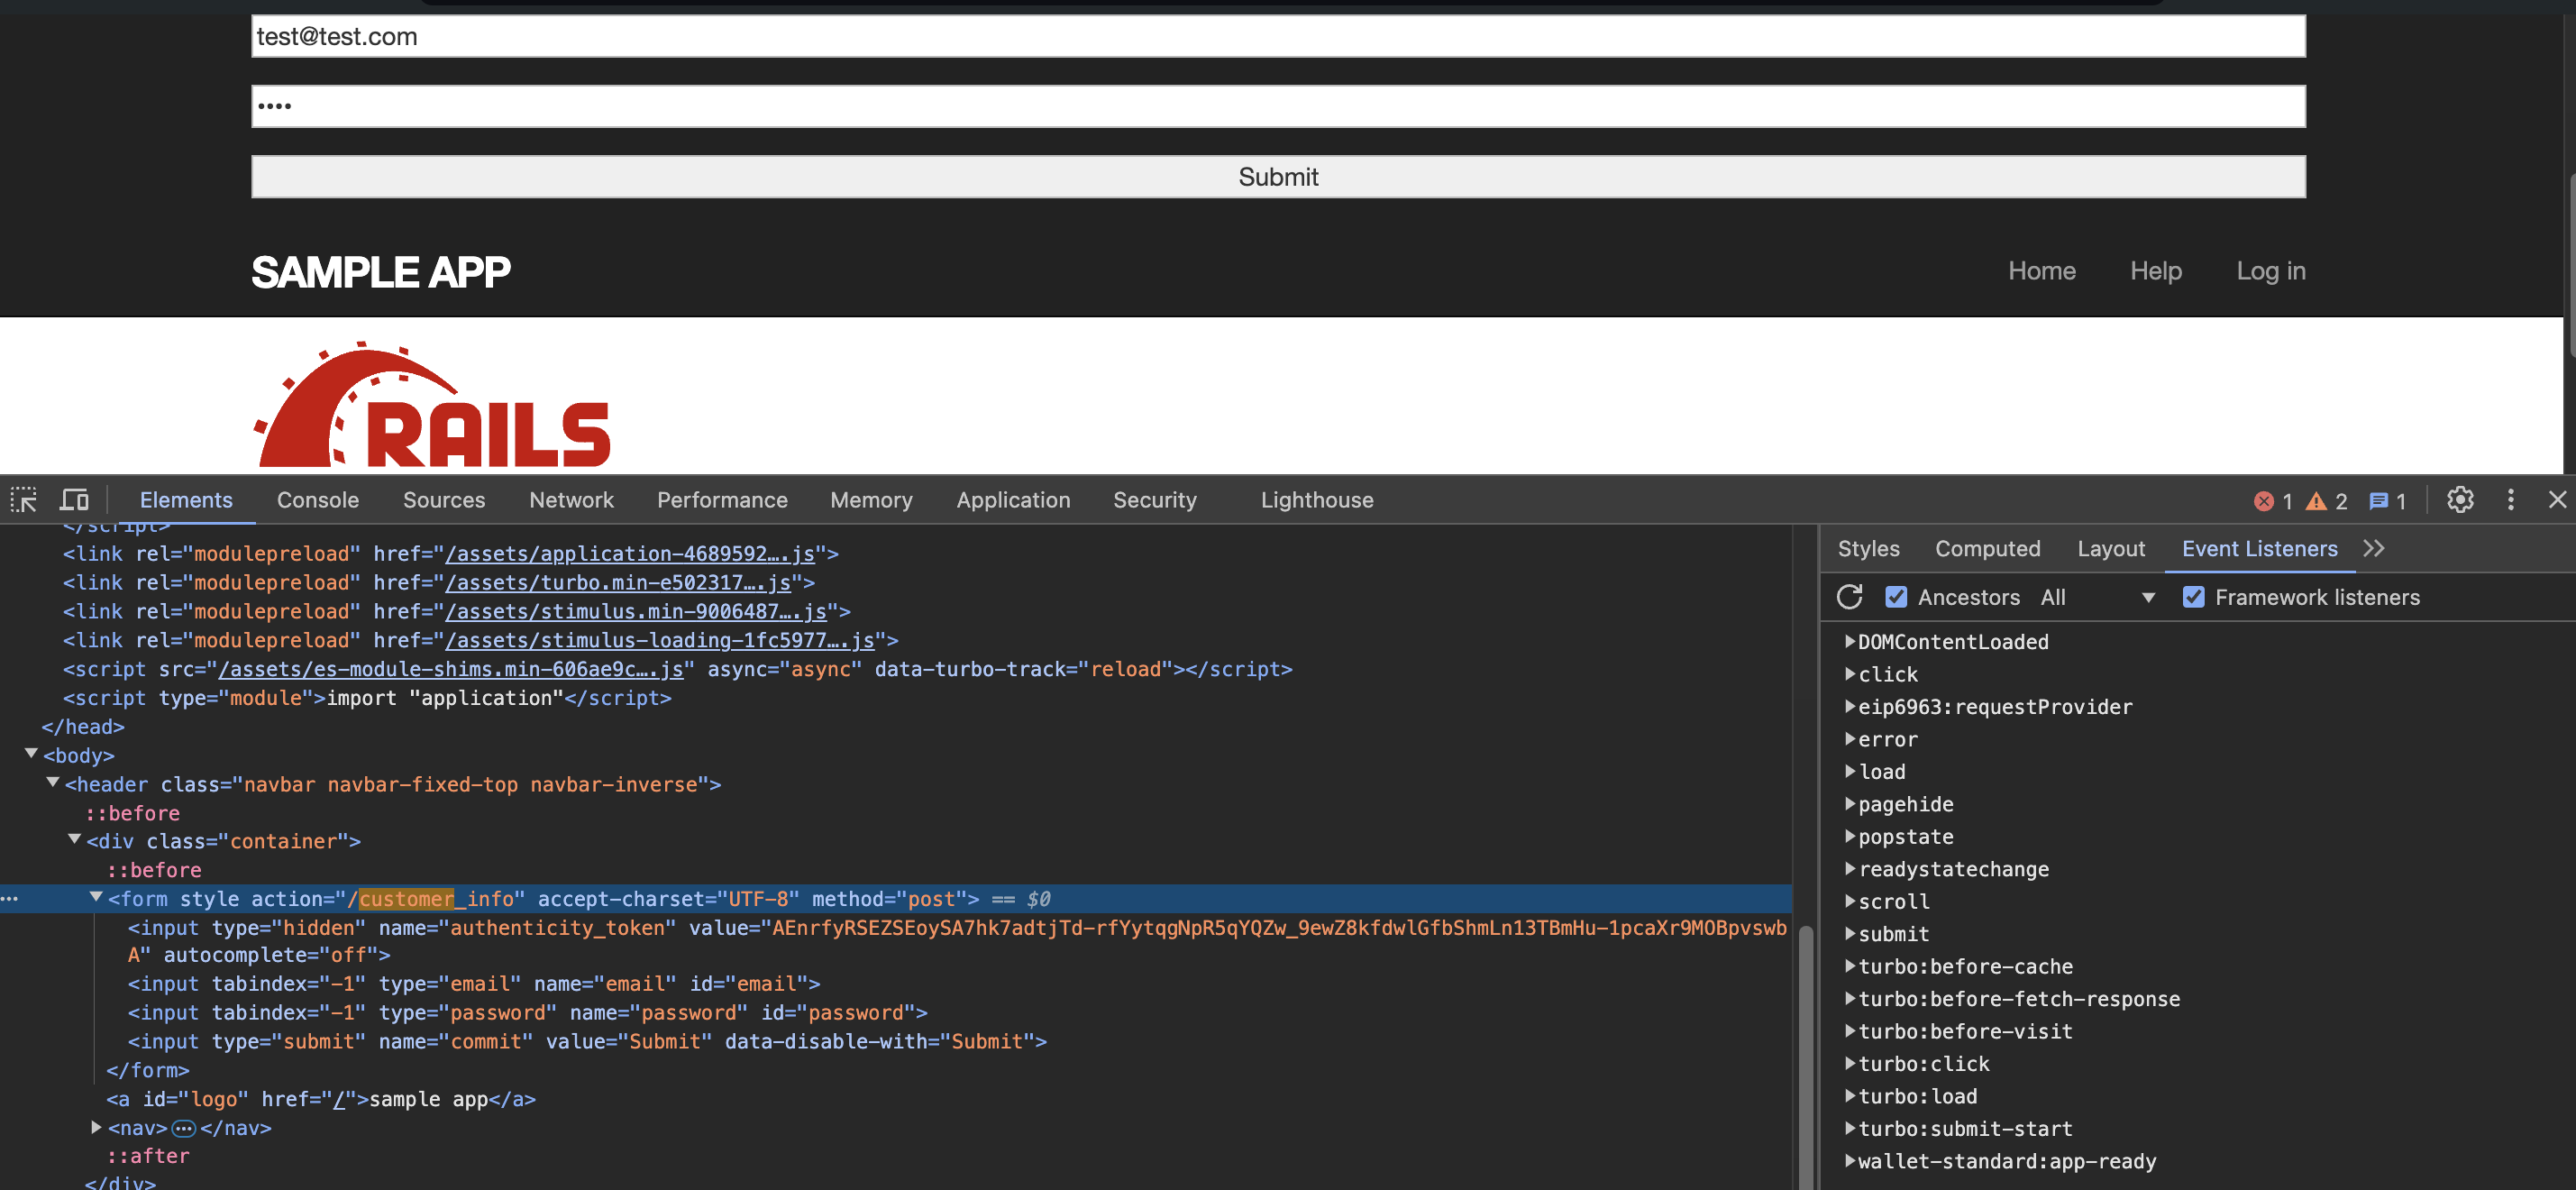 test@test.com
••••
Submit
SAMPLE APP
Home Help Log in
RAILS
Elements Console Sources Network Performance Memory Application Security Lighthouse 1 2 1
</script>
<link rel="modulepreload" href="/assets/application-4689592….js">
<link rel="modulepreload" href="/assets/turbo.min-e502317….js">
<link rel="modulepreload" href="/assets/stimulus.min-9006487….js">
<link rel="modulepreload" href="/assets/stimulus-loading-1fc5977….js">
<script src="/assets/es-module-shims.min-606ae9c….js" async="async" data-turbo-track="reload"></script>
<script type="module">import "application"</script>
</head>
<body>
<header class="navbar navbar-fixed-top navbar-inverse">
::before
<div class="container">
::before
<form style action="/customer_info" accept-charset="UTF-8" method="post"> == $0
<input type="hidden" name="authenticity_token" value="AEnrfyRSEZSEoySA7hk7adtjTd-rfYytqgNpR5qYQZw_9ewZ8kfdwlGfbShmLn13TBmHu-1pcaXr9MOBpvswb
A" autocomplete="off">
<input tabindex="-1" type="email" name="email" id="email">
<input tabindex="-1" type="password" name="password" id="password">
<input type="submit" name="commit" value="Submit" data-disable-with="Submit">
</form>
<a id="logo" href="/">sample app</a>
<nav>…</nav>
::after
</div>
Styles Computed Layout Event Listeners
Ancestors All Framework listeners
DOMContentLoaded
click
eip6963:requestProvider
error
load
pagehide
popstate
readystatechange
scroll
submit
turbo:before-cache
turbo:before-fetch-response
turbo:before-visit
turbo:click
turbo:load
turbo:submit-start
wallet-standard:app-ready